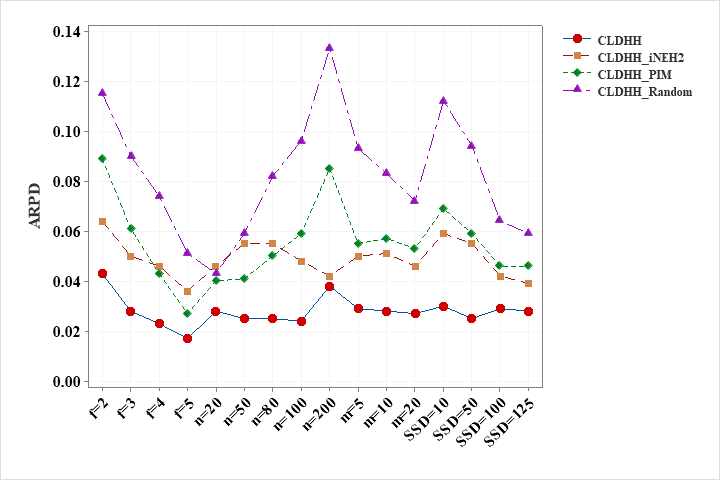 0.14
0.12
0.10
0.08
0.06
0.04
0.02
0.00
ARPD
f=2
f=3
f=4
f=5
n=20
n=50
n=80
n=100
n=200
m=5
m=10
m=20
SSD=10
SSD=50
SSD=100
SSD=125
CLDHH
CLDHH_iNEH2
CLDHH_PIM
CLDHH_Random